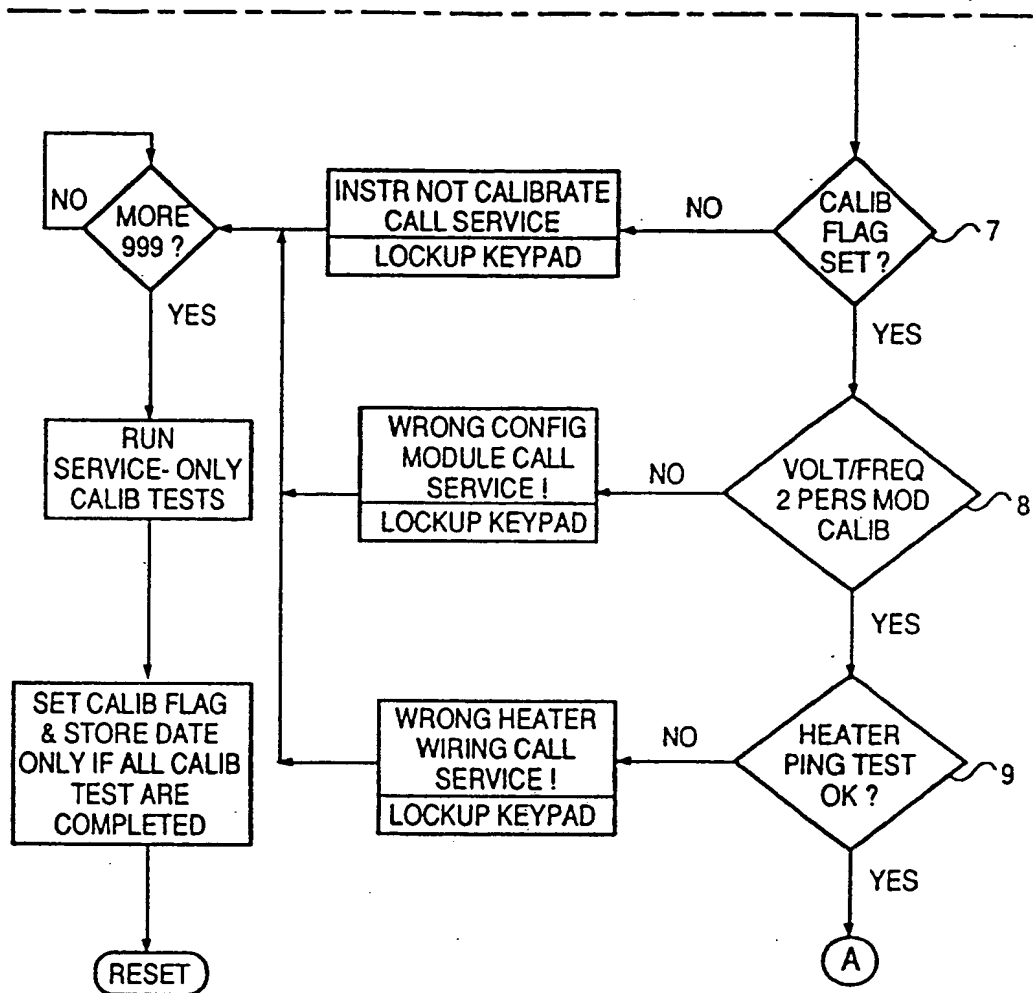 NO
MORE
999 ?
YES
INSTR NOT CALIBRATE
CALL SERVICE
LOCKUP KEYPAD
NO
CALIB
FLAG
SET ?
7
YES
RUN
SERVICE- ONLY
CALIB TESTS
WRONG CONFIG
MODULE CALL
SERVICE !
LOCKUP KEYPAD
NO
VOLT/FREQ
2 PERS MOD
CALIB
8
YES
SET CALIB FLAG
& STORE DATE
ONLY IF ALL CALIB
TEST ARE
COMPLETED
WRONG HEATER
WIRING CALL
SERVICE !
LOCKUP KEYPAD
NO
HEATER
PING TEST
OK ?
9
YES
RESET
A